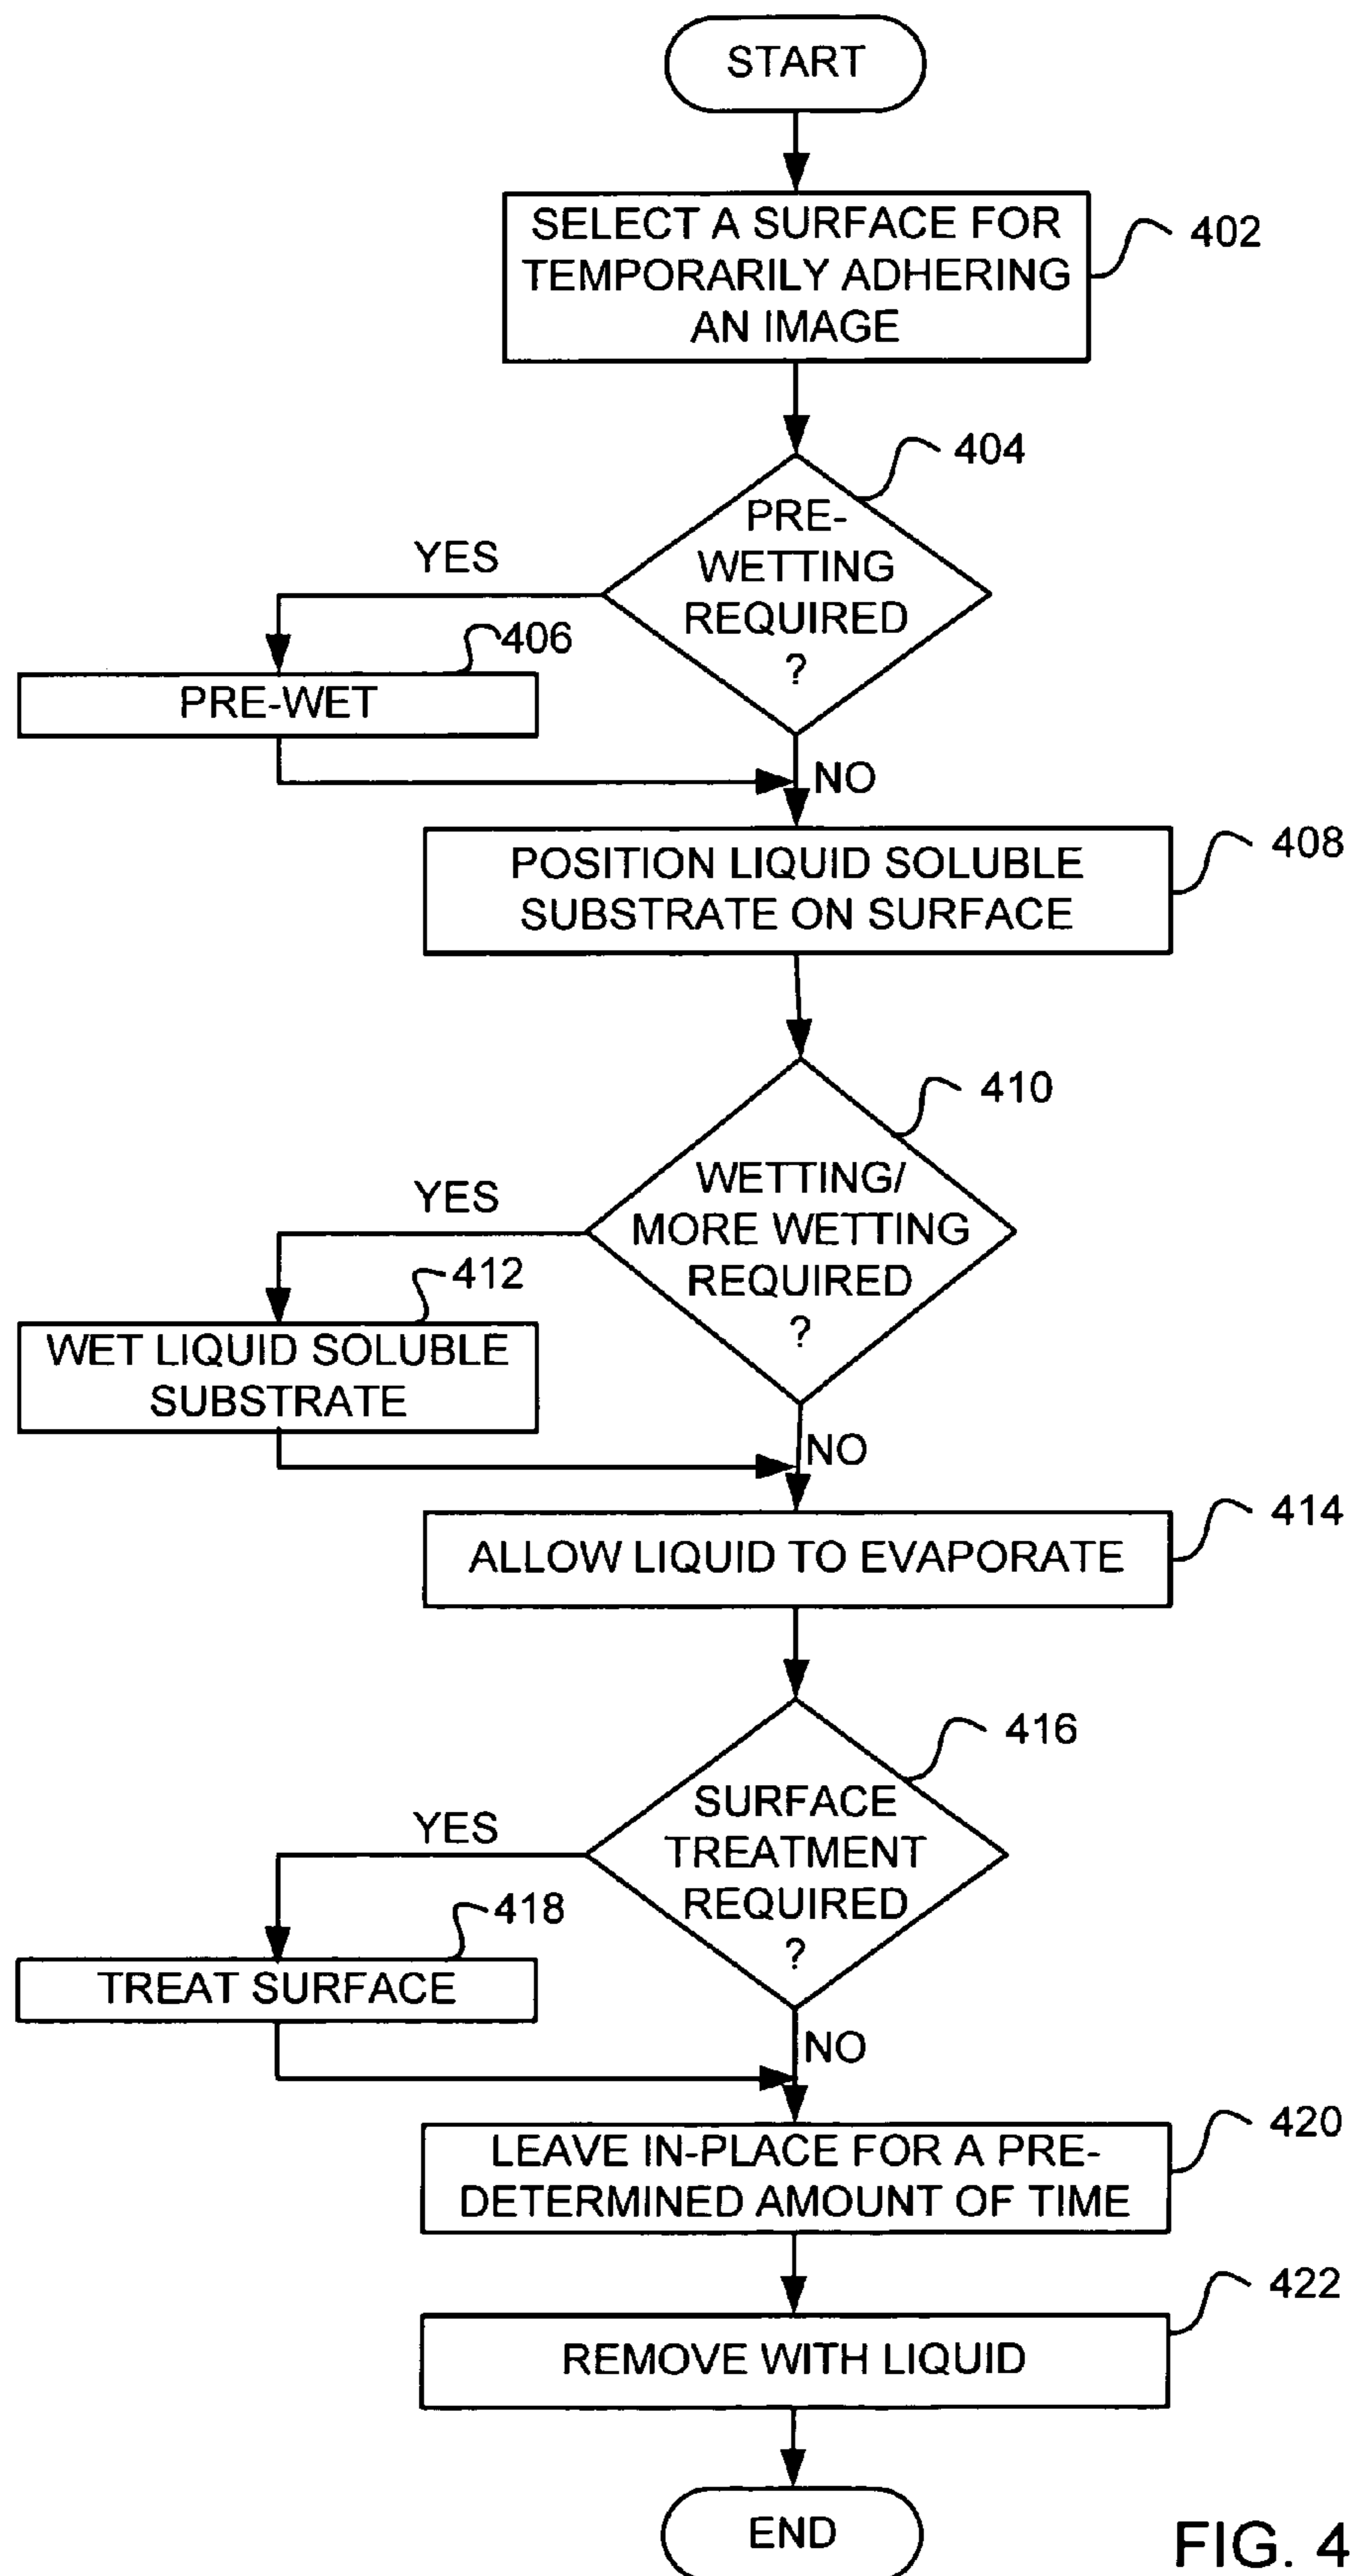 START
SELECT A SURFACE FOR
TEMPORARILY ADHERING
AN IMAGE
402
404
PRE-
WETTING
REQUIRED
?
YES
406
PRE-WET
NO
POSITION LIQUID SOLUBLE
SUBSTRATE ON SURFACE
408
410
WETTING/
MORE WETTING
REQUIRED
?
YES
412
WET LIQUID SOLUBLE
SUBSTRATE
NO
414
ALLOW LIQUID TO EVAPORATE
416
SURFACE
TREATMENT
REQUIRED
?
YES
418
TREAT SURFACE
NO
420
LEAVE IN-PLACE FOR A PRE-
DETERMINED AMOUNT OF TIME
422
REMOVE WITH LIQUID
END
FIG. 4